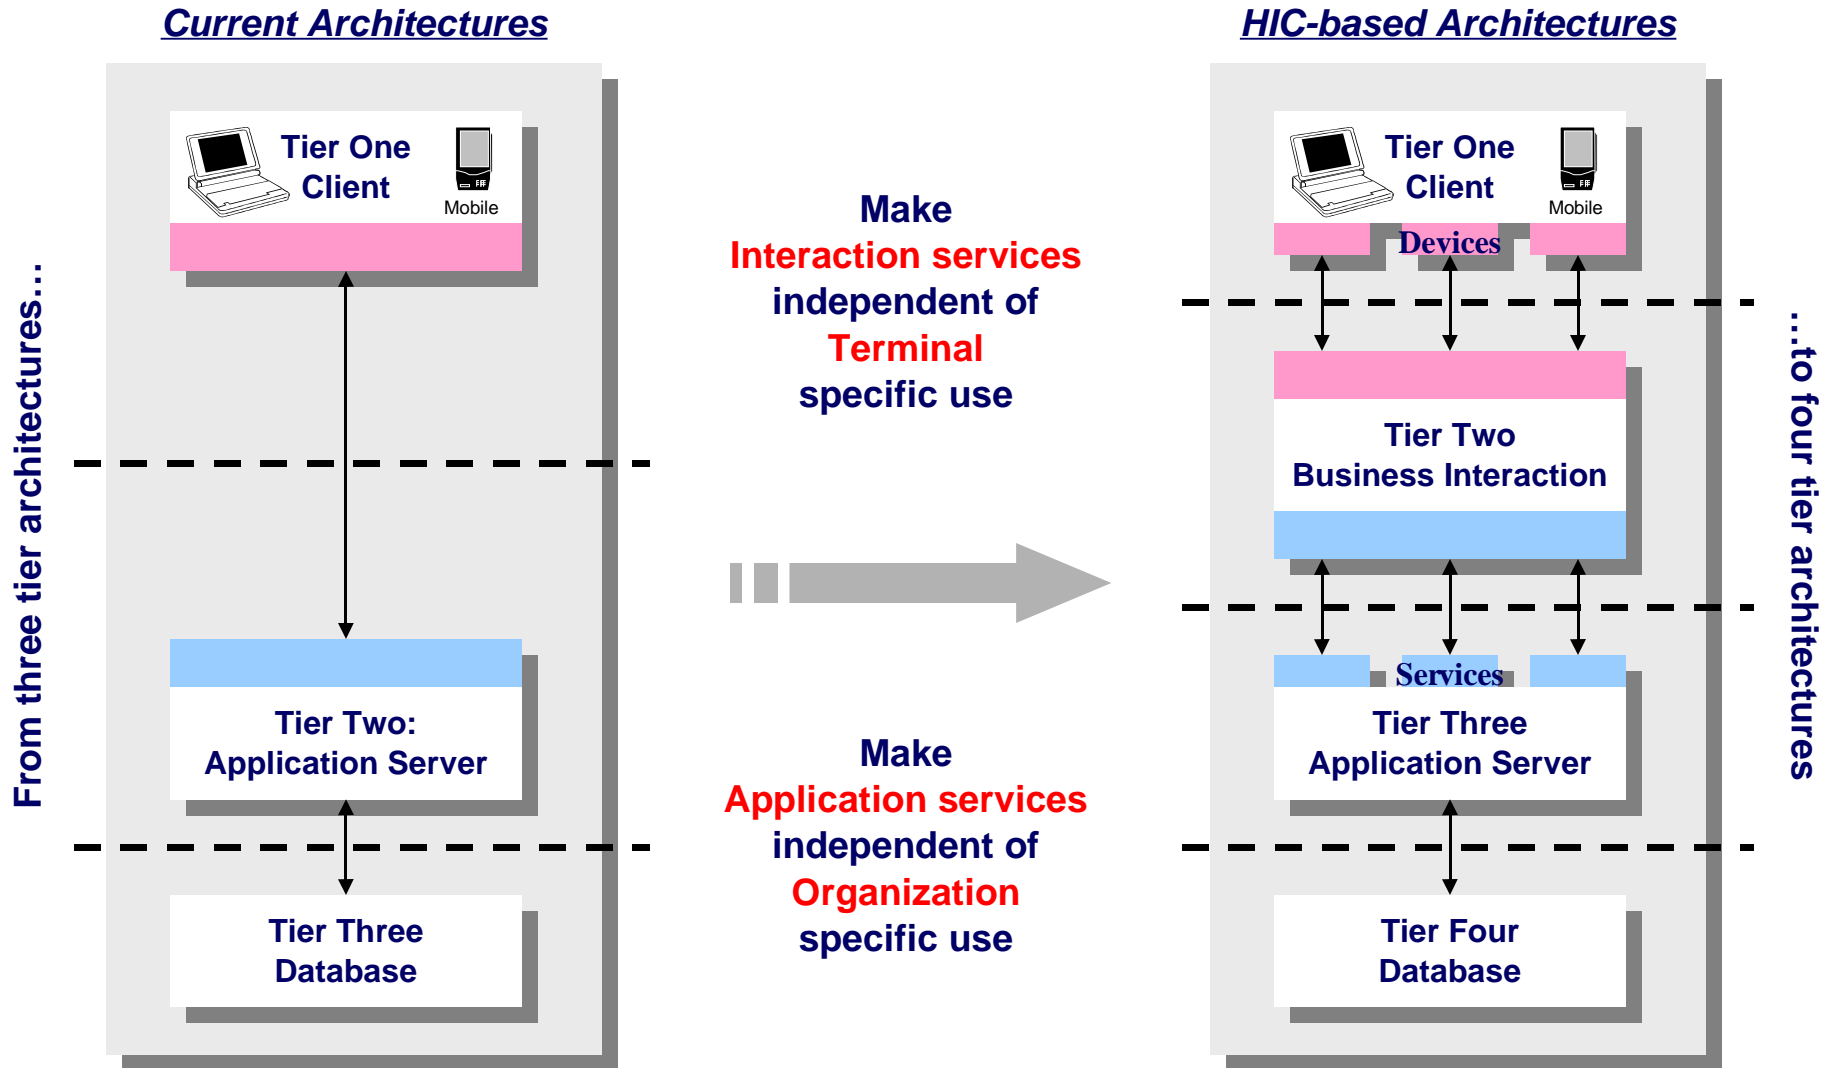 Current Architectures
HIC-based Architectures
From three tier architectures…
Tier One
Client
Mobile
Tier Two:
Application Server
Tier Three
Database
Make
Interaction services
independent of
Terminal
specific use
Make
Application services
independent of
Organization
specific use
Tier One
Client
Mobile
Devices
Tier Two
Business Interaction
Services
Tier Three
Application Server
Tier Four
Database
…to four tier architectures